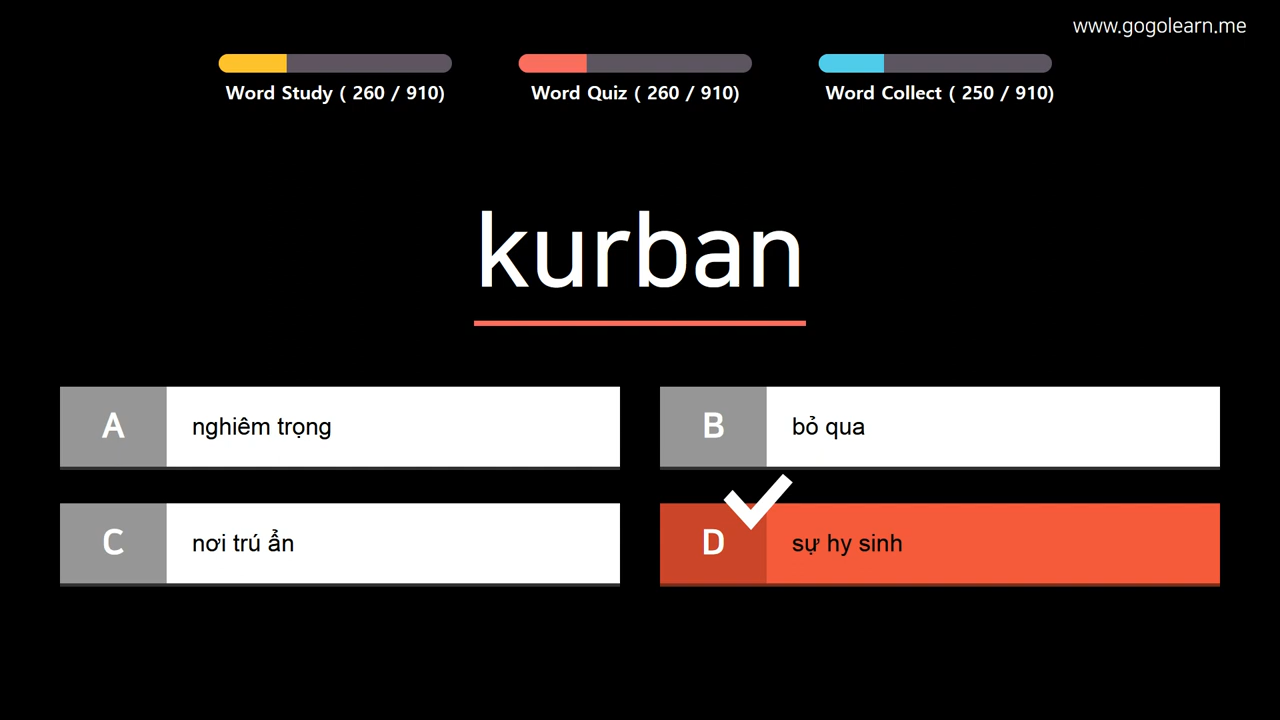 www.gogolearn.me
Word Study ( 260 / 910)
Word Quiz ( 260 / 910)
Word Collect ( 250 / 910)
kurban
A nghiêm trọng
B bỏ qua
C nơi trú ẩn
D sự hy sinh